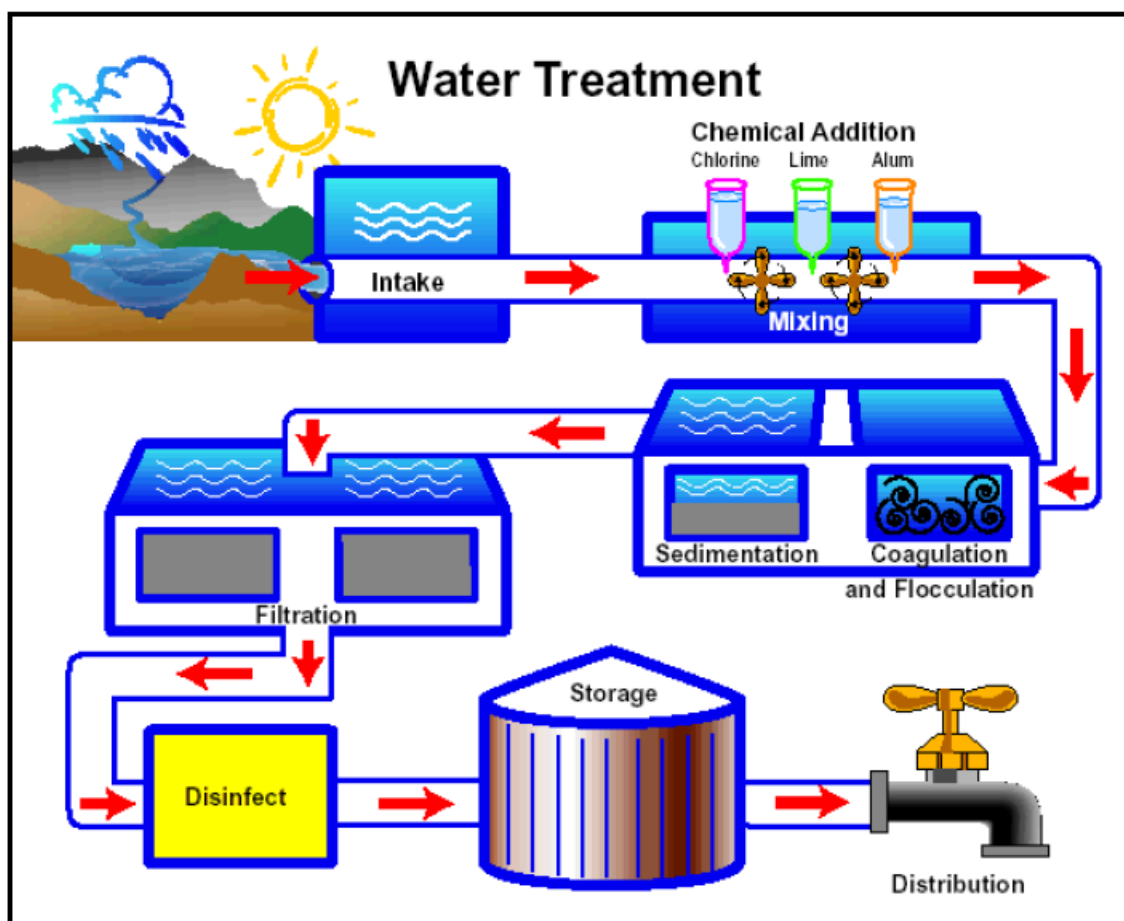 Water Treatment
Chemical Addition
Chlorine Lime Alum
Intake
Mixing
Sedimentation
Coagulation
and Flocculation
Filtration
Storage
Disinfect
Distribution